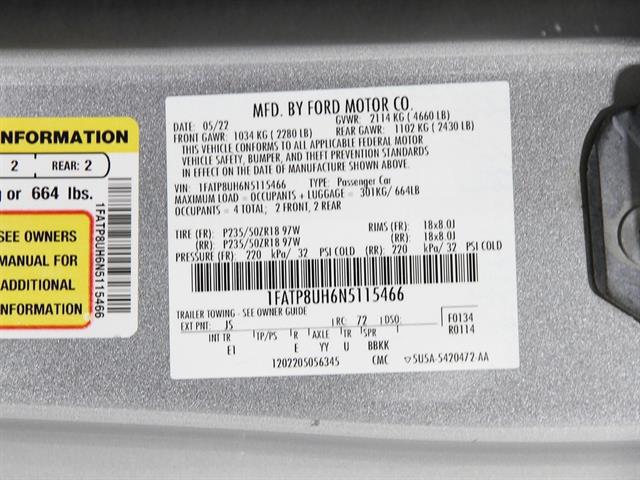 INFORMATION
2
REAR: 2
or 664 lbs.
SEE OWNERS
MANUAL FOR
ADDITIONAL
INFORMATION
1FATP8UH6N5115466
MFD. BY FORD MOTOR CO.
DATE: 05/22 GVWR: 2114 KG ( 4660 LB)
FRONT GAWR: 1034 KG ( 2280 LB) REAR GAWR: 1102 KG ( 2430 LB)
THIS VEHICLE CONFORMS TO ALL APPLICABLE FEDERAL MOTOR
VEHICLE SAFETY, BUMPER, AND THEFT PREVENTION STANDARDS
IN EFFECT ON THE DATE OF MANUFACTURE SHOWN ABOVE.
VIN: 1FATP8UH6N5115466 TYPE: Passenger Car
MAXIMUM LOAD = OCCUPANTS + LUGGAGE = 301KG/ 664LB
OCCUPANTS = 4 TOTAL; 2 FRONT, 2 REAR
TIRE (FR): P235/50ZR18 97W RIMS (FR): 18x8.0J
(RR): P235/50ZR18 97W (RR): 18x8.0J
PRESSURE (FR): 220 kPa/ 32 PSI COLD (RR): 220 kPa/ 32 PSI COLD
1FATP8UH6N5115466
TRAILER TOWING - SEE OWNER GUIDE
EXT PNT: JS RC: 72 DSO: F0134
INT TR TP/PS R AXLE TR SPR R0114
EI E YY U BBKK
1202205056345 CMC 5U5A-5420472-AA